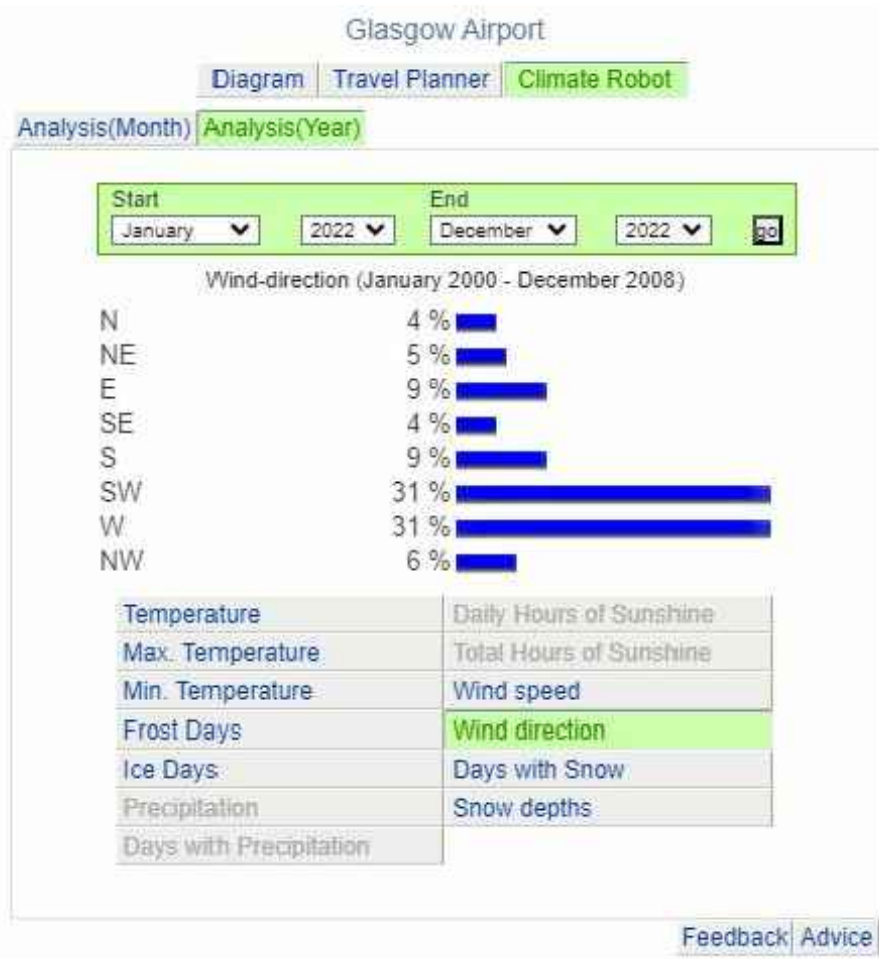 Glasgow Airport
Diagram Travel Planner Climate Robot
Analysis(Month) Analysis(Year)
Start End
January 2022 December 2022 go
Wind-direction (January 2000 - December 2008)
N 4 %
NE 5 %
E 9 %
SE 4 %
S 9 %
SW 31 %
W 31 %
NW 6 %
Temperature Daily Hours of Sunshine
Max. Temperature Total Hours of Sunshine
Min. Temperature Wind speed
Frost Days Wind direction
Ice Days Days with Snow
Precipitation Snow depths
Days with Precipitation
Feedback Advice